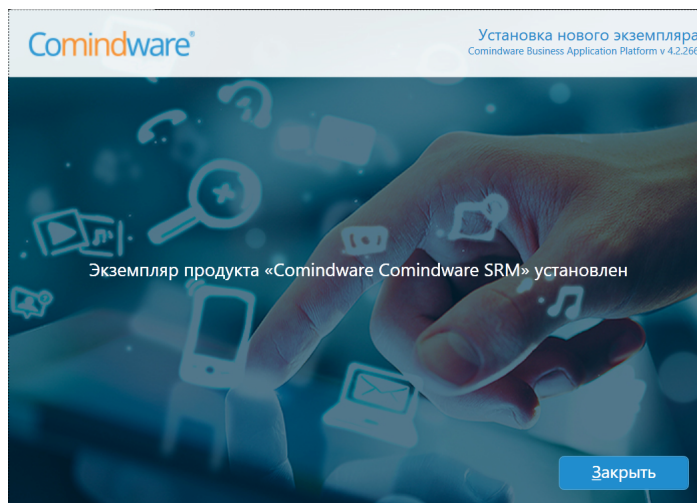 Comindware®
Установка нового экземпляра
Comindware Business Application Platform v 4.2.266
Экземпляр продукта «Comindware Comindware SRM» установлен
Закрыть